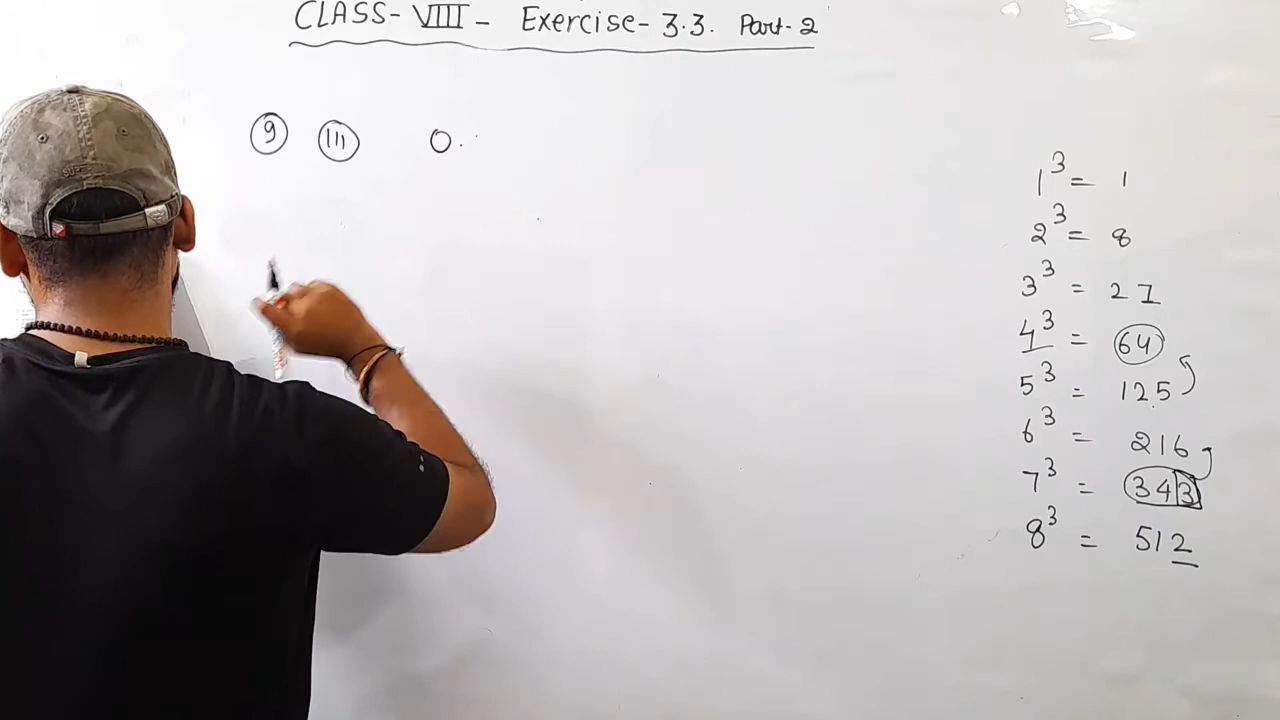 CLASS-VIII- Exercise-3.3. Part-2
9 III 0.
1³ = 1
2³ = 8
3³ = 27
4³ = 64
5³ = 125
6³ = 216
7³ = 343
8³ = 512